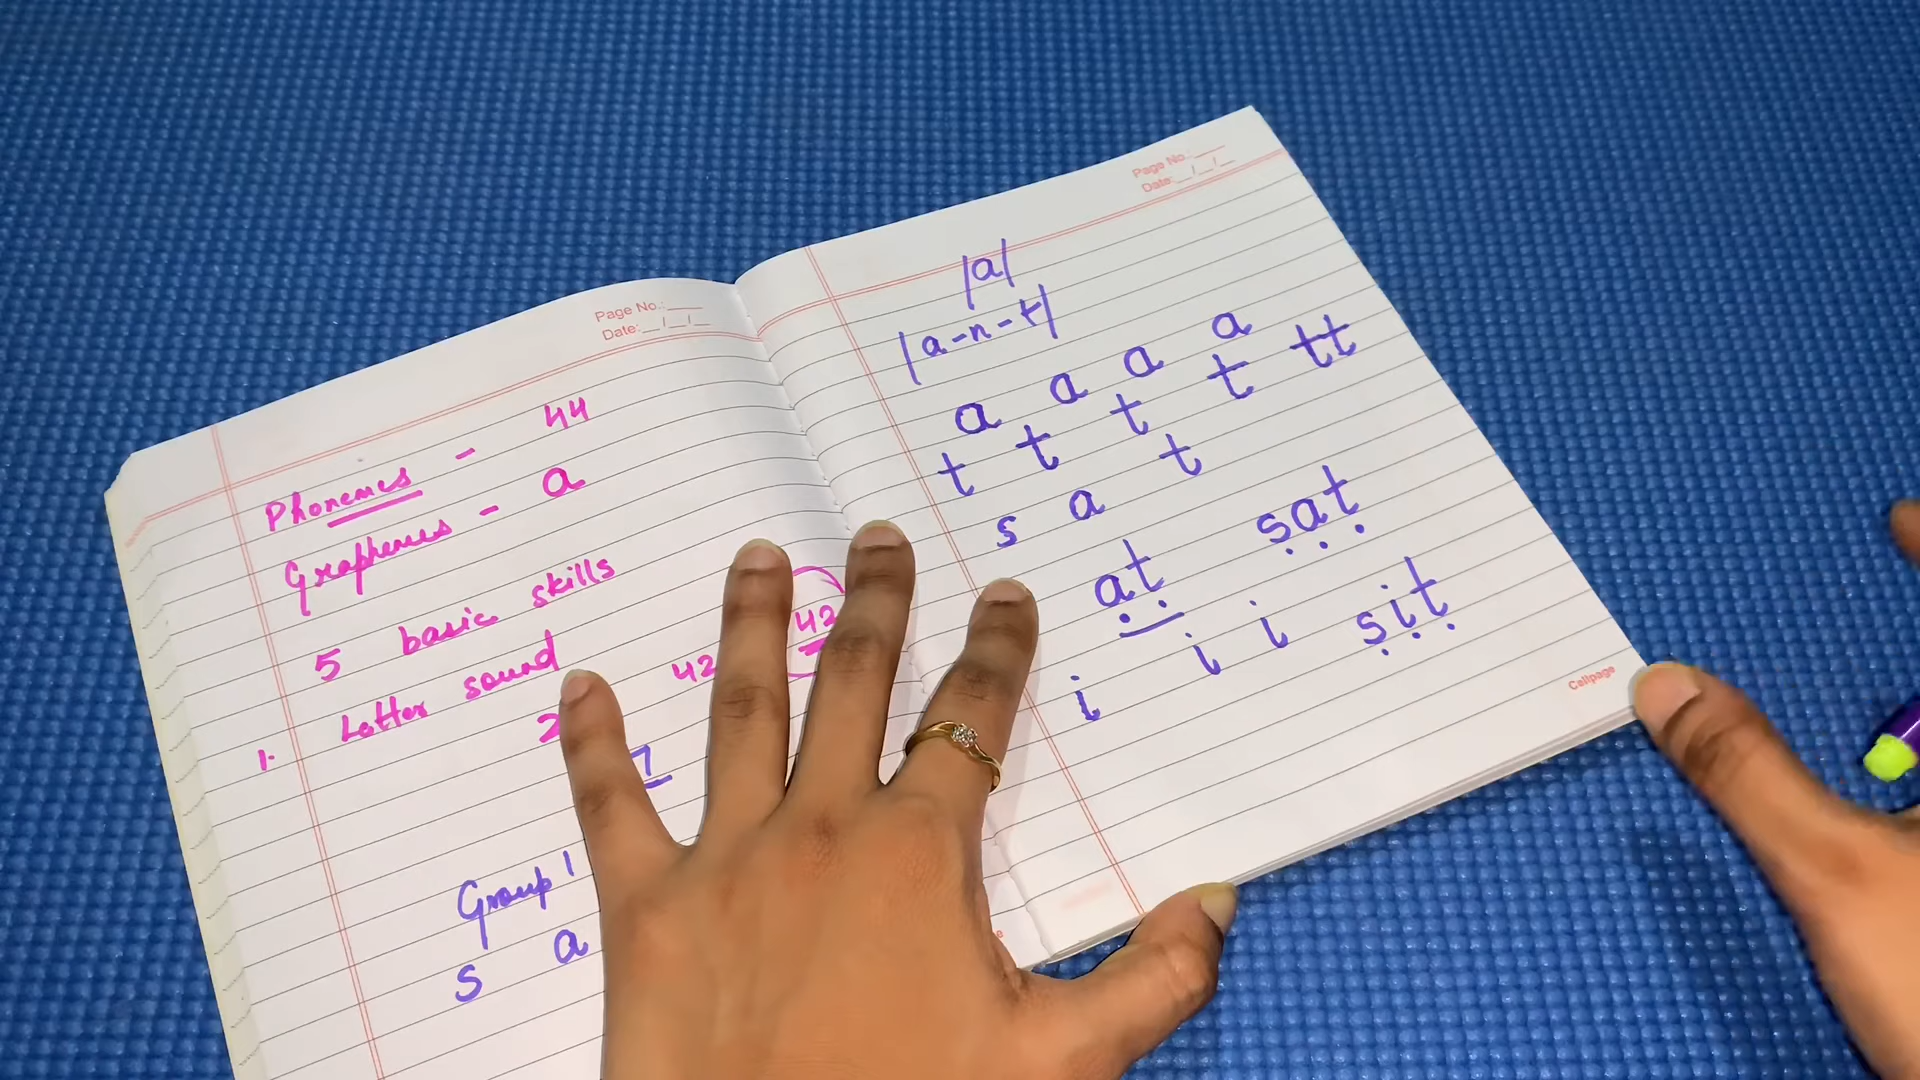 Page No.:
Date: _/_/_
Phonemes - 44
Graphemes - a
5 basic skills
1. Letter sound 42 42
2
7
Group 1
s a
Page No.:
Date: _/_/_
/a/
/a-n-t/
a a a a
t t t t tt
s a t
at sat
i i i sit
Cellpage